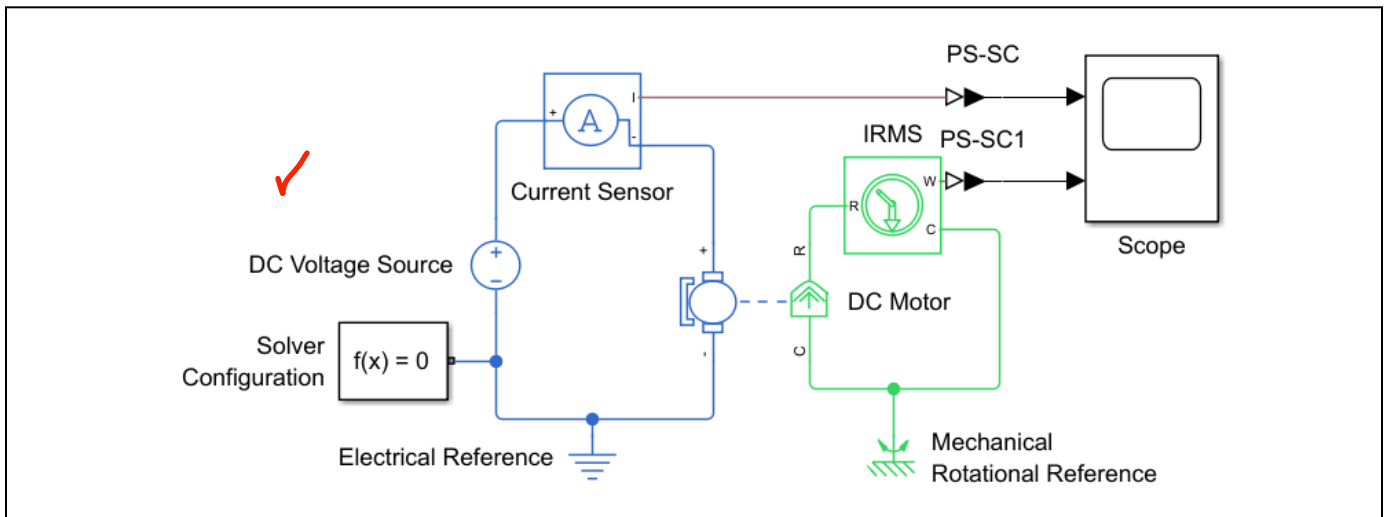 PS-SC
I
+
A
-
IRMS
PS-SC1
Current Sensor
W
R
C
Scope
+
−
DC Voltage Source
+
R
DC Motor
Solver
Configuration
f(x) = 0
-
C
Electrical Reference
Mechanical
Rotational Reference